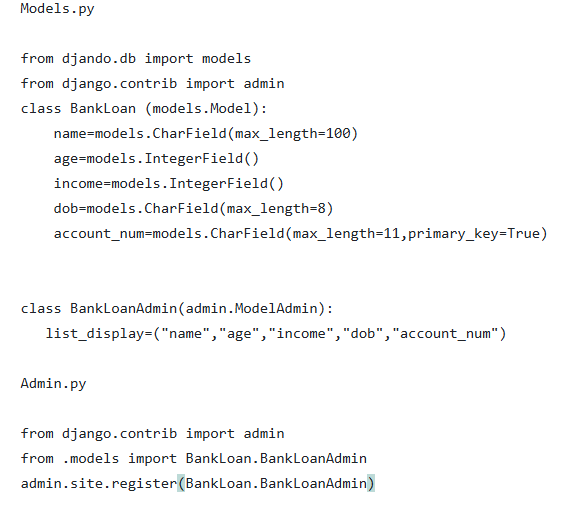 Models.py
from djando.db import models
from django.contrib import admin
class BankLoan (models.Model):
name=models.CharField(max_length=100)
age=models.IntegerField()
income=models.IntegerField()
dob=models.CharField(max_length=8)
account_num=models.CharField(max_length=11,primary_key=True)
class BankLoanAdmin(admin.ModelAdmin):
list_display=("name","age","income","dob","account_num")
Admin.py
from django.contrib import admin
from .models import BankLoan.BankLoanAdmin
admin.site.register(BankLoan.BankLoanAdmin)